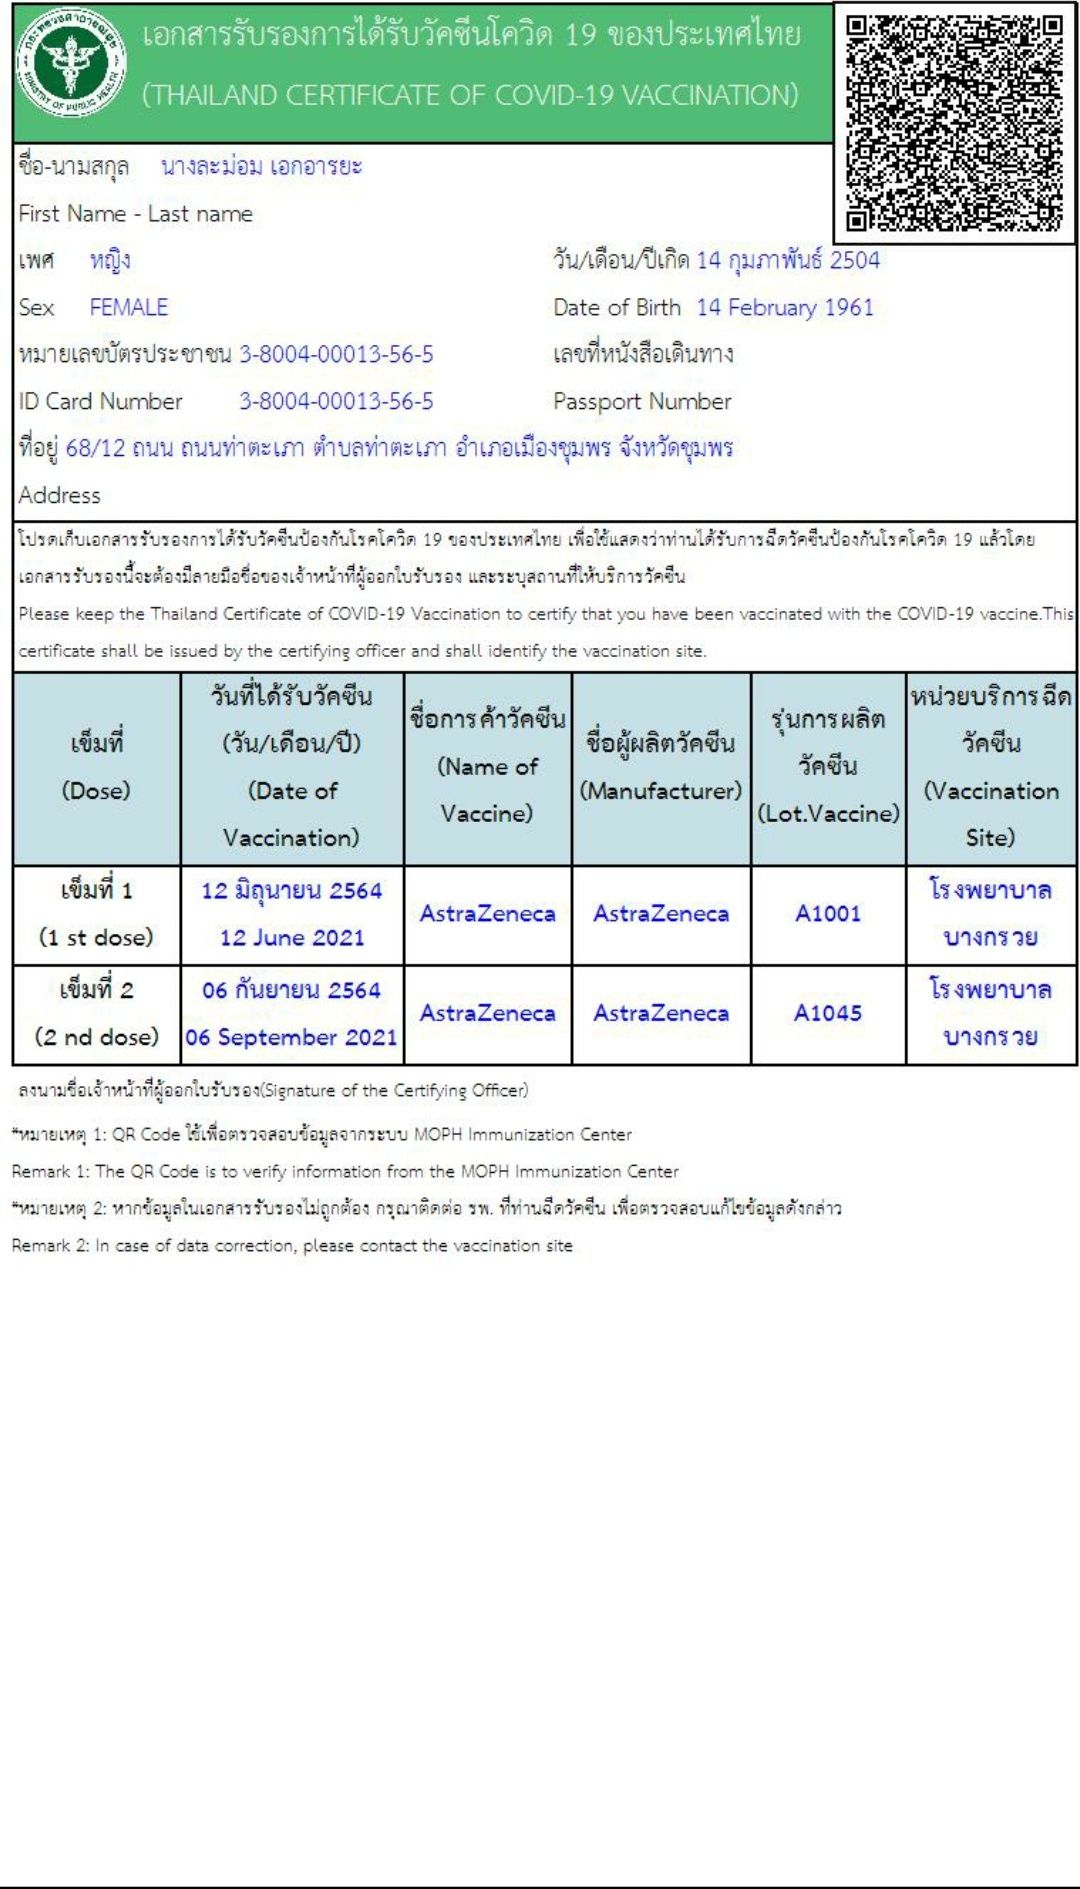 เอกสารรับรองการได้รับวัคซีนโควิด 19 ของประเทศไทย
(THAILAND CERTIFICATE OF COVID-19 VACCINATION)
กระทรวงสาธารณสุข
MINISTRY OF PUBLIC HEALTH
ชื่อ-นามสกุล นางละม่อม เอกอารยะ
First Name - Last name
เพศ หญิง วัน/เดือน/ปีเกิด 14 กุมภาพันธ์ 2504
Sex FEMALE Date of Birth 14 February 1961
หมายเลขบัตรประชาชน 3-8004-00013-56-5 เลขที่หนังสือเดินทาง
ID Card Number 3-8004-00013-56-5 Passport Number
ที่อยู่ 68/12 ถนน ถนนท่าตะเภา ตำบลท่าตะเภา อำเภอเมืองชุมพร จังหวัดชุมพร
Address
โปรดเก็บเอกสารรับรองการได้รับวัคซีนป้องกันโรคโควิด 19 ของประเทศไทย เพื่อใช้แสดงว่าท่านได้รับการฉีดวัคซีนป้องกันโรคโควิด 19 แล้วโดย
เอกสารรับรองนี้จะต้องมีลายมือชื่อของเจ้าหน้าที่ผู้ออกใบรับรอง และระบุสถานที่ให้บริการวัคซีน
Please keep the Thailand Certificate of COVID-19 Vaccination to certify that you have been vaccinated with the COVID-19 vaccine.This
certificate shall be issued by the certifying officer and shall identify the vaccination site.
เข็มที่
(Dose)
วันที่ได้รับวัคซีน
(วัน/เดือน/ปี)
(Date of
Vaccination)
ชื่อการค้าวัคซีน
(Name of
Vaccine)
ชื่อผู้ผลิตวัคซีน
(Manufacturer)
รุ่นการผลิต
วัคซีน
(Lot.Vaccine)
หน่วยบริการฉีด
วัคซีน
(Vaccination
Site)
เข็มที่ 1
(1 st dose)
12 มิถุนายน 2564
12 June 2021
AstraZeneca
AstraZeneca
A1001
โรงพยาบาล
บางกรวย
เข็มที่ 2
(2 nd dose)
06 กันยายน 2564
06 September 2021
AstraZeneca
AstraZeneca
A1045
โรงพยาบาล
บางกรวย
ลงนามชื่อเจ้าหน้าที่ผู้ออกใบรับรอง(Signature of the Certifying Officer)
*หมายเหตุ 1: QR Code ใช้เพื่อตรวจสอบข้อมูลจากระบบ MOPH Immunization Center
Remark 1: The QR Code is to verify information from the MOPH Immunization Center
*หมายเหตุ 2: หากข้อมูลในเอกสารรับรองไม่ถูกต้อง กรุณาติดต่อ รพ. ที่ท่านฉีดวัคซีน เพื่อตรวจสอบแก้ไขข้อมูลดังกล่าว
Remark 2: In case of data correction, please contact the vaccination site